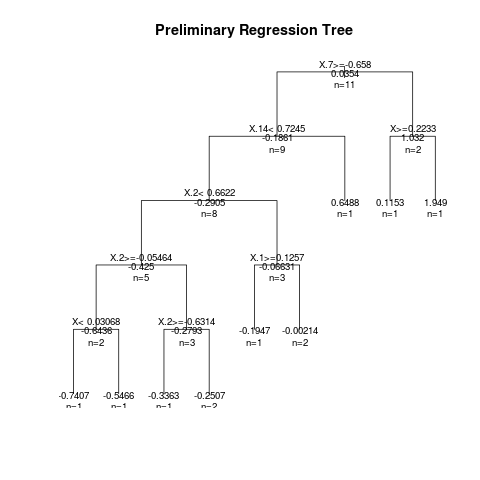 Preliminary Regression Tree
X.7>=-0.658
0.0354
n=11
X.14< 0.7245
-0.1861
n=9
X>=0.2233
1.032
n=2
X.2< 0.6622
-0.2905
n=8
0.6488
n=1
0.1153
n=1
1.949
n=1
X.2>=-0.05464
-0.425
n=5
X.1>=0.1257
-0.06631
n=3
X< 0.03068
-0.6436
n=2
X.2>=-0.6314
-0.2793
n=3
-0.1947
n=1
-0.00214
n=2
-0.7407
n=1
-0.5466
n=1
-0.3363
n=1
-0.2507
n=2